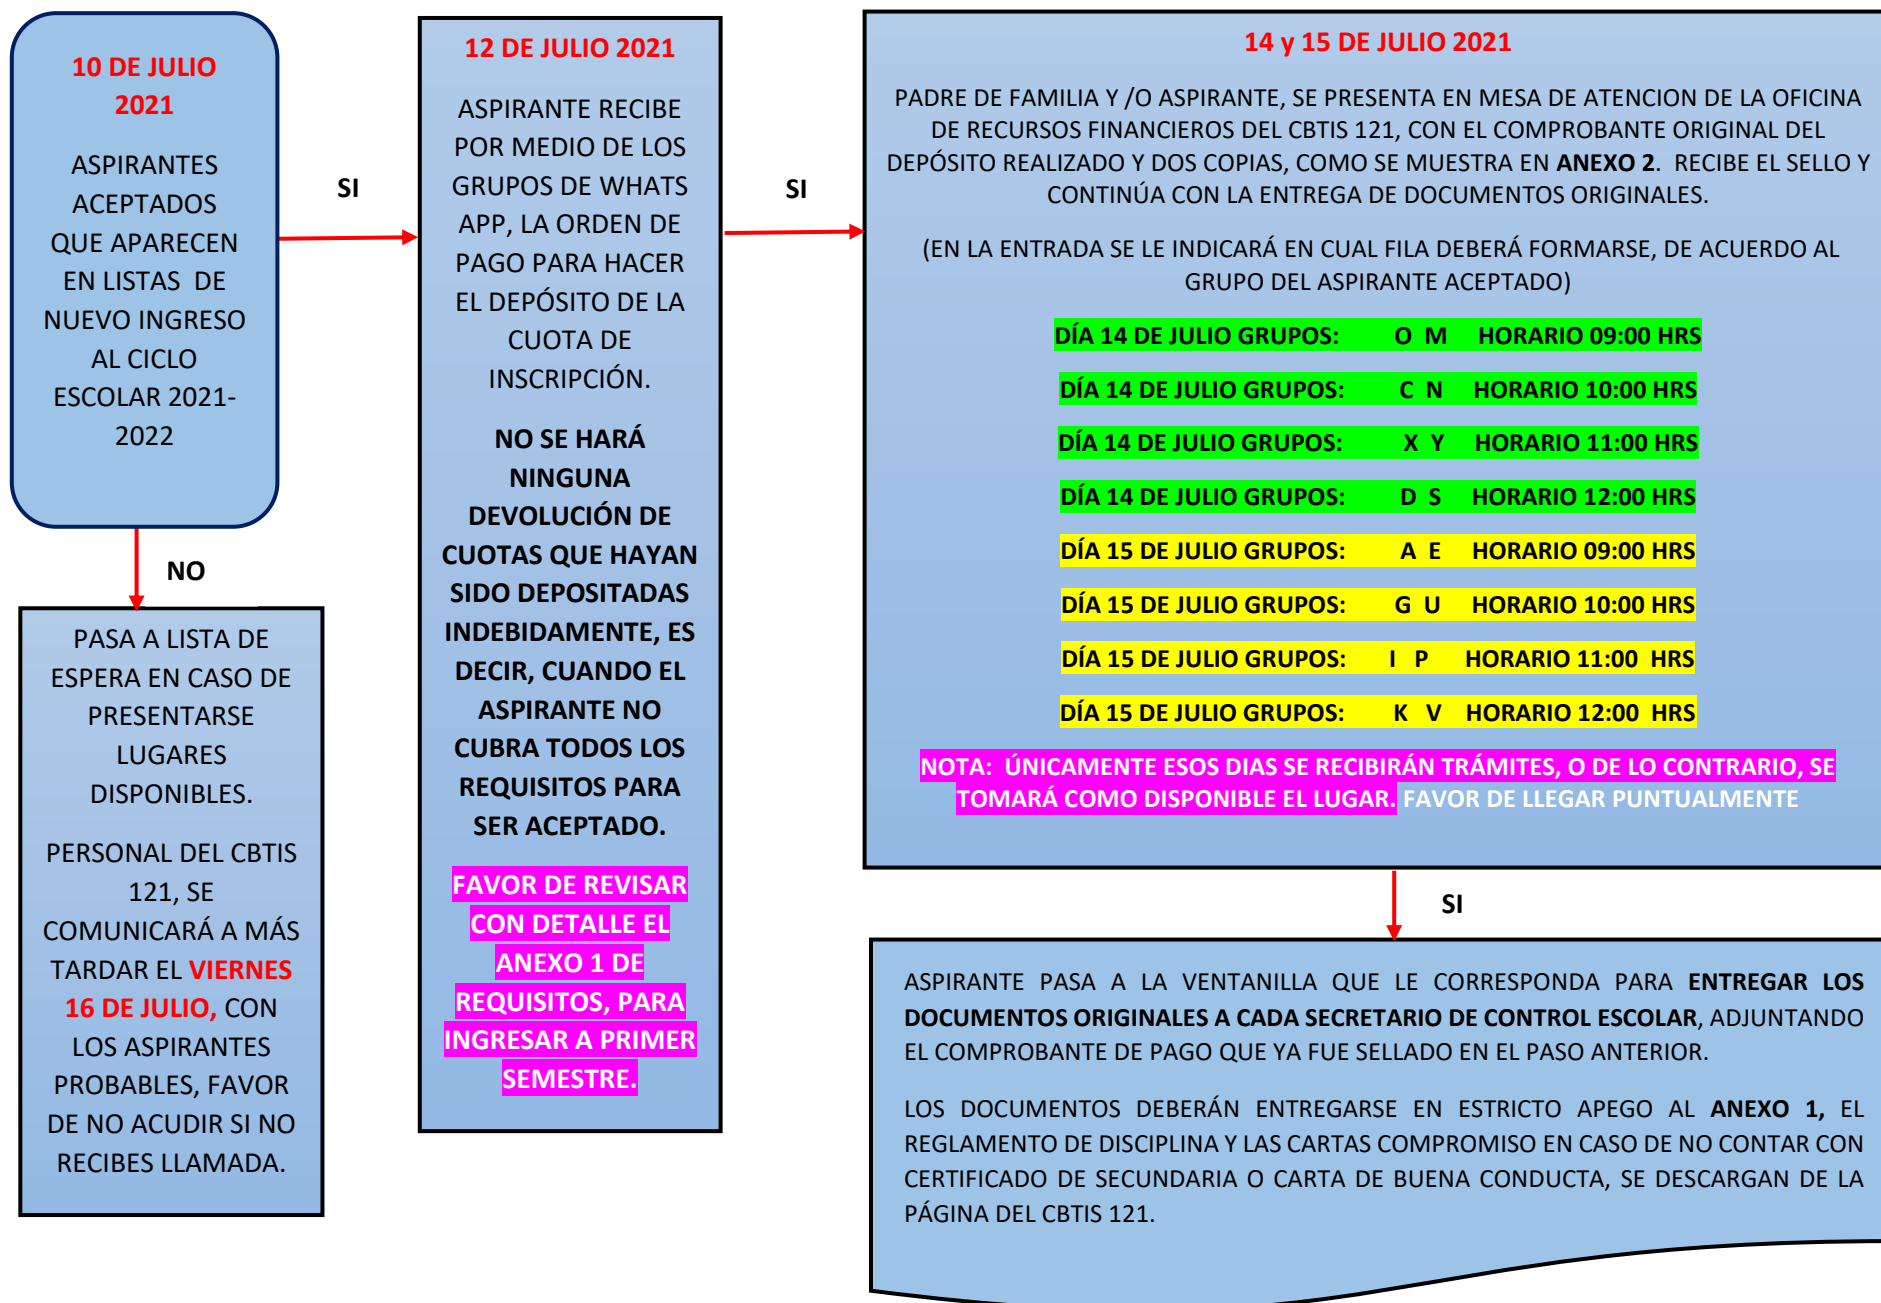 10 DE JULIO
2021
ASPIRANTES
ACEPTADOS
QUE APARECEN
EN LISTAS DE
NUEVO INGRESO
AL CICLO
ESCOLAR 2021-
2022
SI
NO
PASA A LISTA DE
ESPERA EN CASO DE
PRESENTARSE
LUGARES
DISPONIBLES.
PERSONAL DEL CBTIS
121, SE
COMUNICARÁ A MÁS
TARDAR EL VIERNES
16 DE JULIO, CON
LOS ASPIRANTES
PROBABLES, FAVOR
DE NO ACUDIR SI NO
RECIBES LLAMADA.
12 DE JULIO 2021
ASPIRANTE RECIBE
POR MEDIO DE LOS
GRUPOS DE WHATS
APP, LA ORDEN DE
PAGO PARA HACER
EL DEPÓSITO DE LA
CUOTA DE
INSCRIPCIÓN.
NO SE HARÁ
NINGUNA
DEVOLUCIÓN DE
CUOTAS QUE HAYAN
SIDO DEPOSITADAS
INDEBIDAMENTE, ES
DECIR, CUANDO EL
ASPIRANTE NO
CUBRA TODOS LOS
REQUISITOS PARA
SER ACEPTADO.
FAVOR DE REVISAR
CON DETALLE EL
ANEXO 1 DE
REQUISITOS, PARA
INGRESAR A PRIMER
SEMESTRE.
SI
14 y 15 DE JULIO 2021
PADRE DE FAMILIA Y /O ASPIRANTE, SE PRESENTA EN MESA DE ATENCION DE LA OFICINA
DE RECURSOS FINANCIEROS DEL CBTIS 121, CON EL COMPROBANTE ORIGINAL DEL
DEPÓSITO REALIZADO Y DOS COPIAS, COMO SE MUESTRA EN ANEXO 2. RECIBE EL SELLO Y
CONTINÚA CON LA ENTREGA DE DOCUMENTOS ORIGINALES.
(EN LA ENTRADA SE LE INDICARÁ EN CUAL FILA DEBERÁ FORMARSE, DE ACUERDO AL
GRUPO DEL ASPIRANTE ACEPTADO)
DÍA 14 DE JULIO GRUPOS: O M HORARIO 09:00 HRS
DÍA 14 DE JULIO GRUPOS: C N HORARIO 10:00 HRS
DÍA 14 DE JULIO GRUPOS: X Y HORARIO 11:00 HRS
DÍA 14 DE JULIO GRUPOS: D S HORARIO 12:00 HRS
DÍA 15 DE JULIO GRUPOS: A E HORARIO 09:00 HRS
DÍA 15 DE JULIO GRUPOS: G U HORARIO 10:00 HRS
DÍA 15 DE JULIO GRUPOS: I P HORARIO 11:00 HRS
DÍA 15 DE JULIO GRUPOS: K V HORARIO 12:00 HRS
NOTA: ÚNICAMENTE ESOS DIAS SE RECIBIRÁN TRÁMITES, O DE LO CONTRARIO, SE
TOMARÁ COMO DISPONIBLE EL LUGAR. FAVOR DE LLEGAR PUNTUALMENTE
SI
ASPIRANTE PASA A LA VENTANILLA QUE LE CORRESPONDA PARA ENTREGAR LOS
DOCUMENTOS ORIGINALES A CADA SECRETARIO DE CONTROL ESCOLAR, ADJUNTANDO
EL COMPROBANTE DE PAGO QUE YA FUE SELLADO EN EL PASO ANTERIOR.
LOS DOCUMENTOS DEBERÁN ENTREGARSE EN ESTRICTO APEGO AL ANEXO 1, EL
REGLAMENTO DE DISCIPLINA Y LAS CARTAS COMPROMISO EN CASO DE NO CONTAR CON
CERTIFICADO DE SECUNDARIA O CARTA DE BUENA CONDUCTA, SE DESCARGAN DE LA
PÁGINA DEL CBTIS 121.